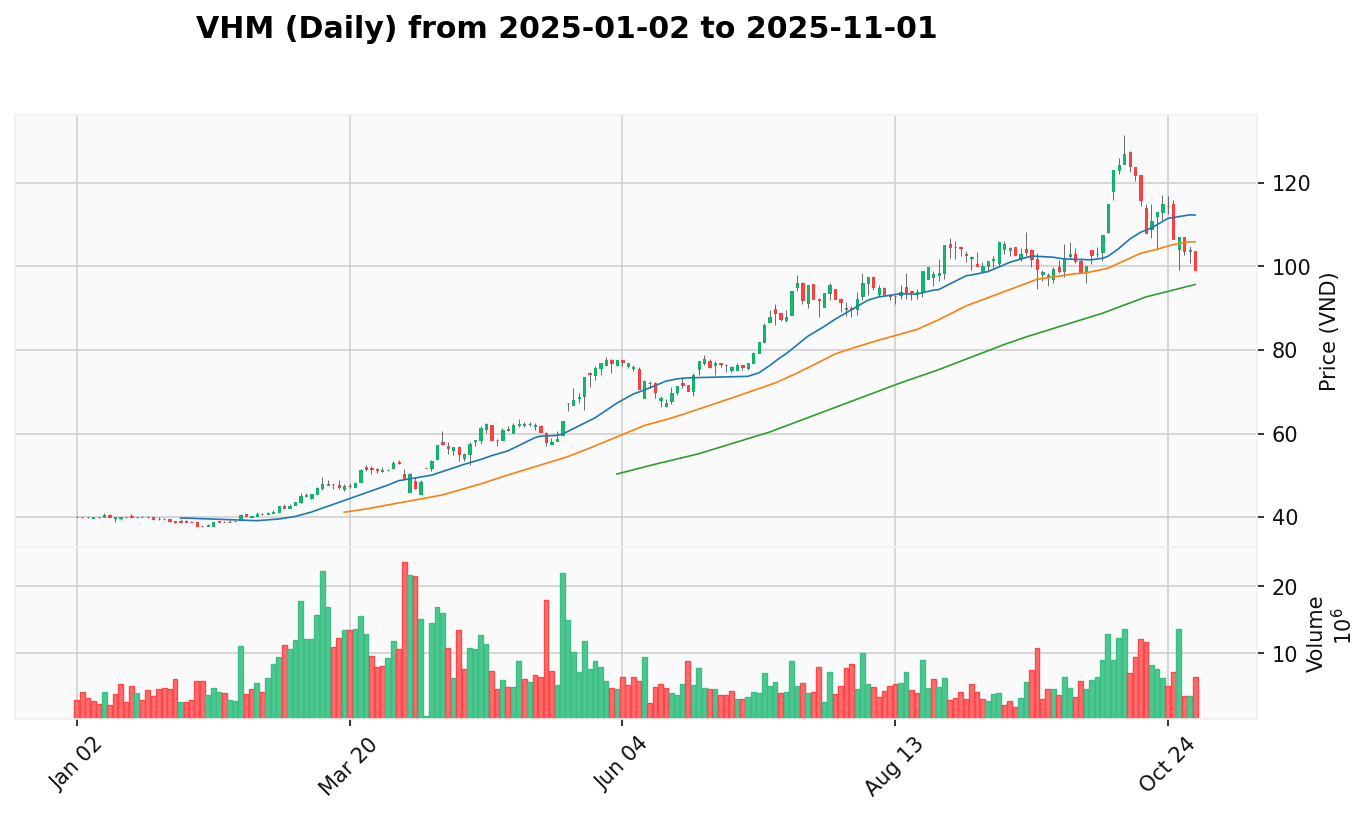 VHM (Daily) from 2025-01-02 to 2025-11-01
120
100
80
60
40
Price (VND)
20
10
Volume
10⁶
Jan 02
Mar 20
Jun 04
Aug 13
Oct 24